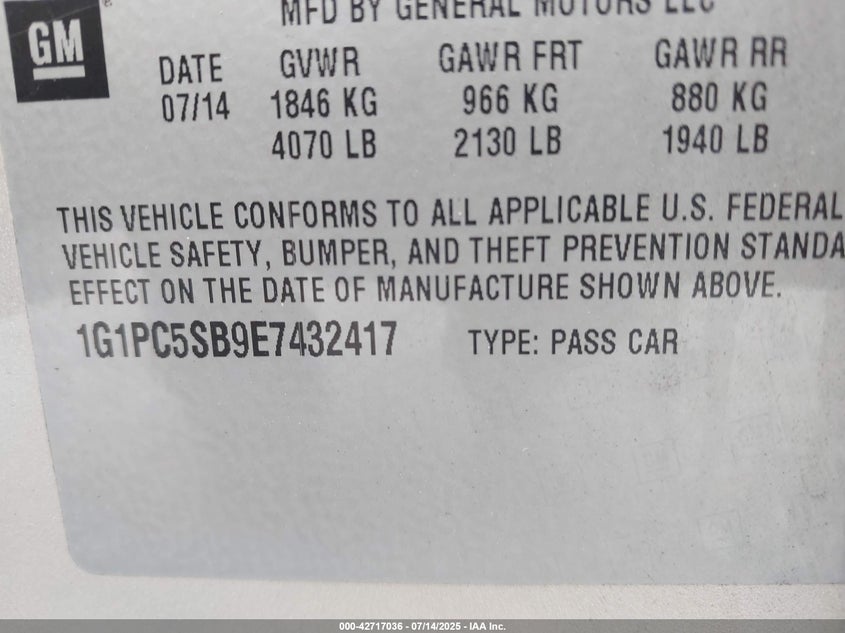 GM
MFD BY GENERAL MOTORS LLC
DATE GVWR GAWR FRT GAWR RR
07/14 1846 KG 966 KG 880 KG
4070 LB 2130 LB 1940 LB
THIS VEHICLE CONFORMS TO ALL APPLICABLE U.S. FEDERAL
VEHICLE SAFETY, BUMPER, AND THEFT PREVENTION STANDA
EFFECT ON THE DATE OF MANUFACTURE SHOWN ABOVE.
1G1PC5SB9E7432417 TYPE: PASS CAR
000-42717036 - 07/14/2025 - IAA Inc.